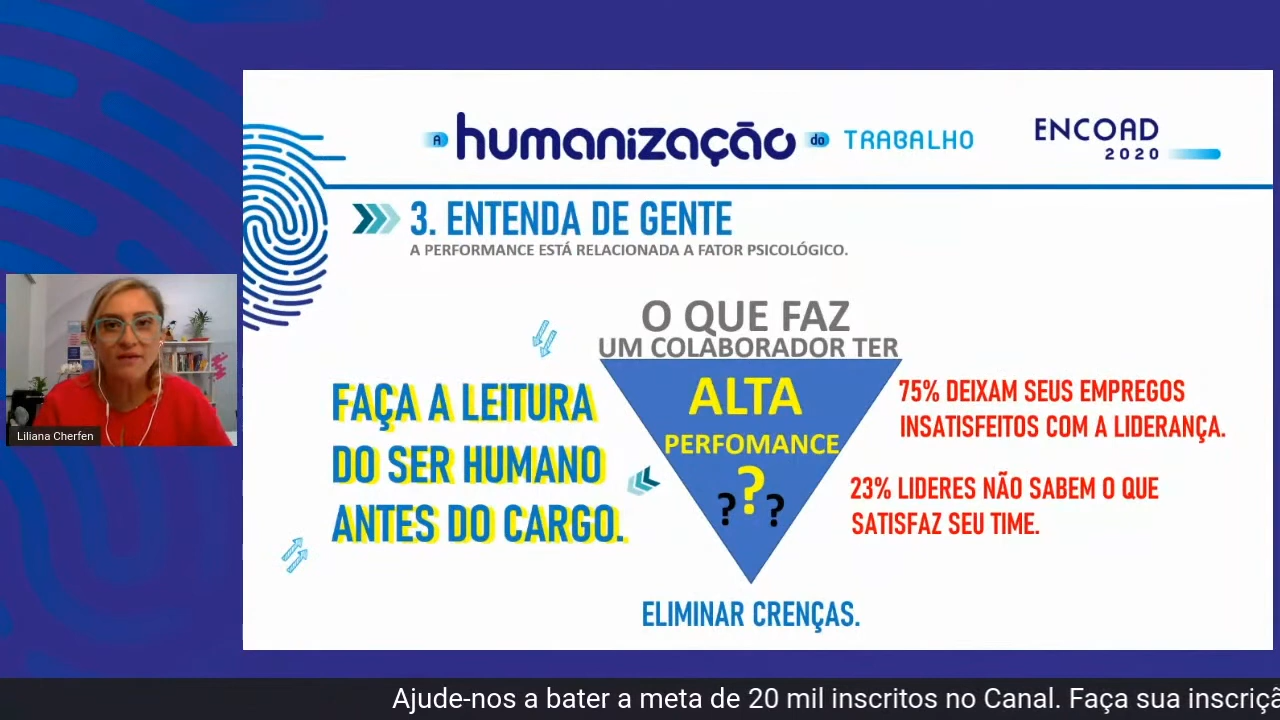 A humanização do TRABALHO
ENCOAD
2020
3. ENTENDA DE GENTE
A PERFORMANCE ESTÁ RELACIONADA A FATOR PSICOLÓGICO.
O QUE FAZ
UM COLABORADOR TER
ALTA
PERFOMANCE
?
? ?
FAÇA A LEITURA
DO SER HUMANO
ANTES DO CARGO.
75% DEIXAM SEUS EMPREGOS
INSATISFEITOS COM A LIDERANÇA.
23% LIDERES NÃO SABEM O QUE
SATISFAZ SEU TIME.
ELIMINAR CRENÇAS.
Liliana Cherfen
Ajude-nos a bater a meta de 20 mil inscritos no Canal. Faça sua inscriçã